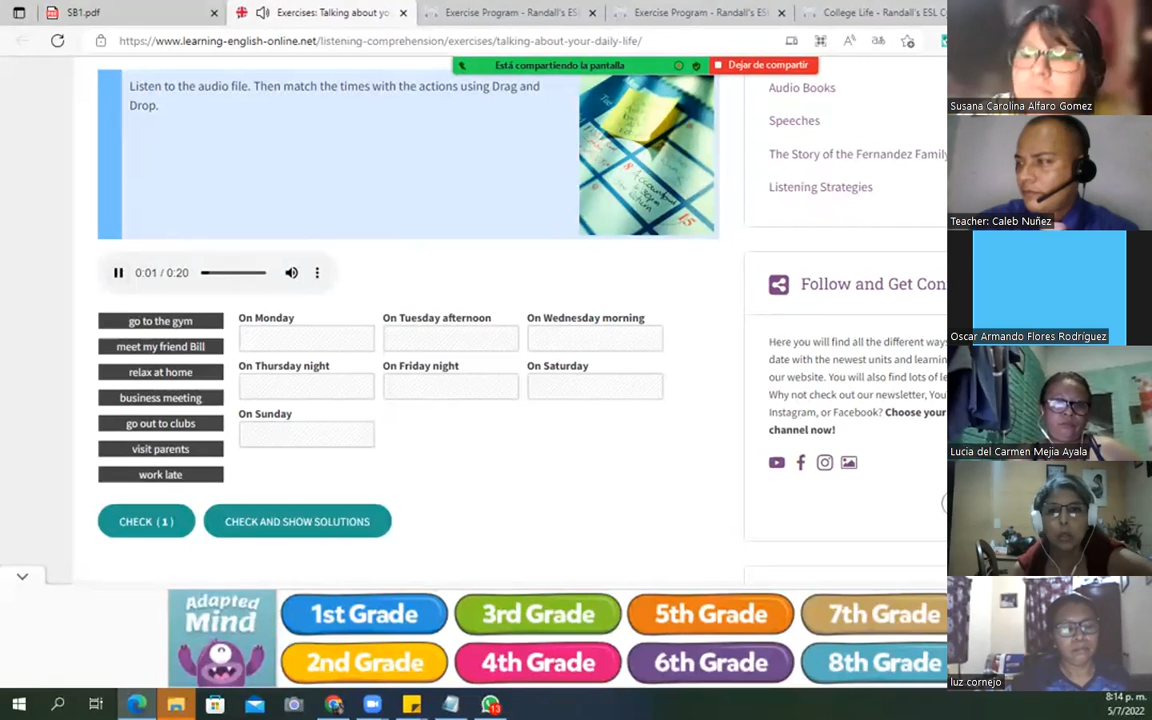 SB1.pdf
Exercises: Talking about yo
Exercise Program - Randall's ESL
Exercise Program - Randall's ESL
College Life - Randall's ESL C
https://www.learning-english-online.net/listening-comprehension/exercises/talking-about-your-daily-life/
Está compartiendo la pantalla
Dejar de compartir
Listen to the audio file. Then match the times with the actions using Drag and
Drop.
0:01 / 0:20
go to the gym
meet my friend Bill
relax at home
business meeting
go out to clubs
visit parents
work late
On Monday
On Tuesday afternoon
On Wednesday morning
On Thursday night
On Friday night
On Saturday
On Sunday
CHECK (1)
CHECK AND SHOW SOLUTIONS
Audio Books
Speeches
The Story of the Fernandez Family
Listening Strategies
Follow and Get Con
Here you will find all the different ways
date with the newest units and learning
our website. You will also find lots of le
Why not check out our newsletter, You
Instagram, or Facebook? Choose your
channel now!
Adapted
Mind
1st Grade
3rd Grade
5th Grade
7th Grade
2nd Grade
4th Grade
6th Grade
8th Grade
Susana Carolina Alfaro Gomez
Teacher: Caleb Nuñez
Oscar Armando Flores Rodríguez
Lucia del Carmen Mejia Ayala
luz cornejo
13
8:14 p. m.
5/7/2022